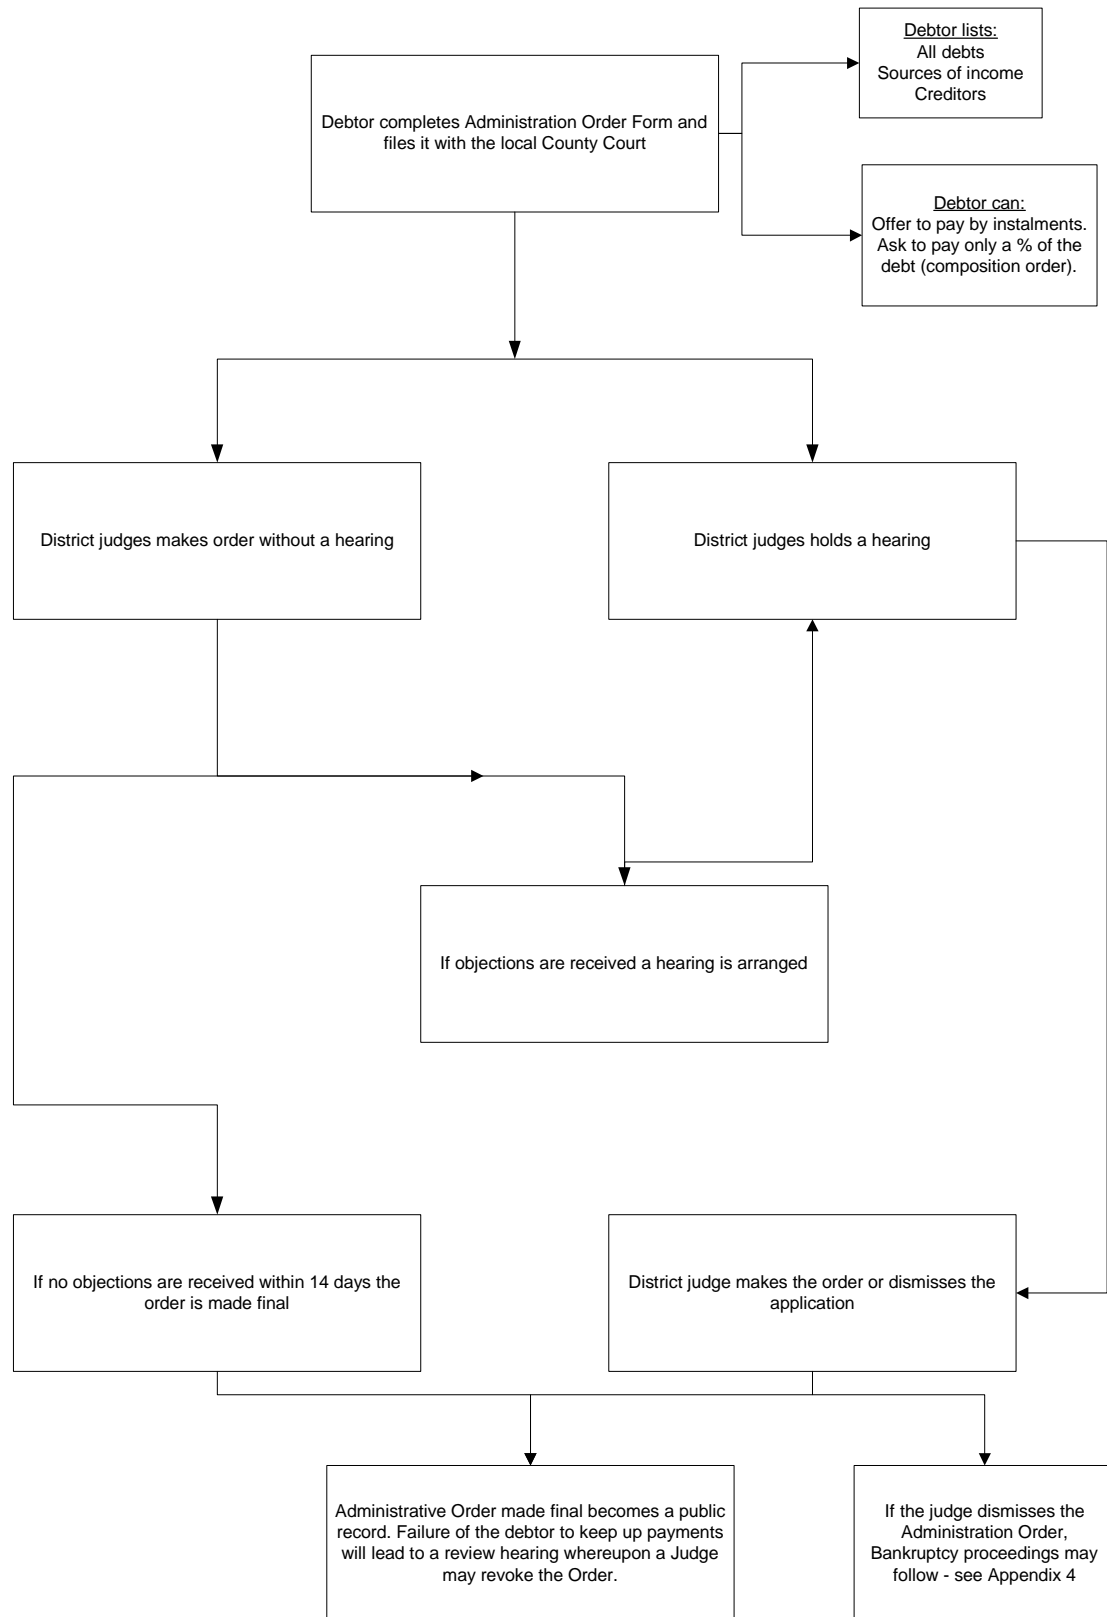 Debtor lists:
All debts
Sources of income
Creditors
Debtor completes Administration Order Form and
files it with the local County Court
Debtor can:
Offer to pay by instalments.
Ask to pay only a % of the
debt (composition order).
District judges makes order without a hearing
District judges holds a hearing
If objections are received a hearing is arranged
If no objections are received within 14 days the
order is made final
District judge makes the order or dismisses the
application
Administrative Order made final becomes a public
record. Failure of the debtor to keep up payments
will lead to a review hearing whereupon a Judge
may revoke the Order.
If the judge dismisses the
Administration Order,
Bankruptcy proceedings may
follow - see Appendix 4